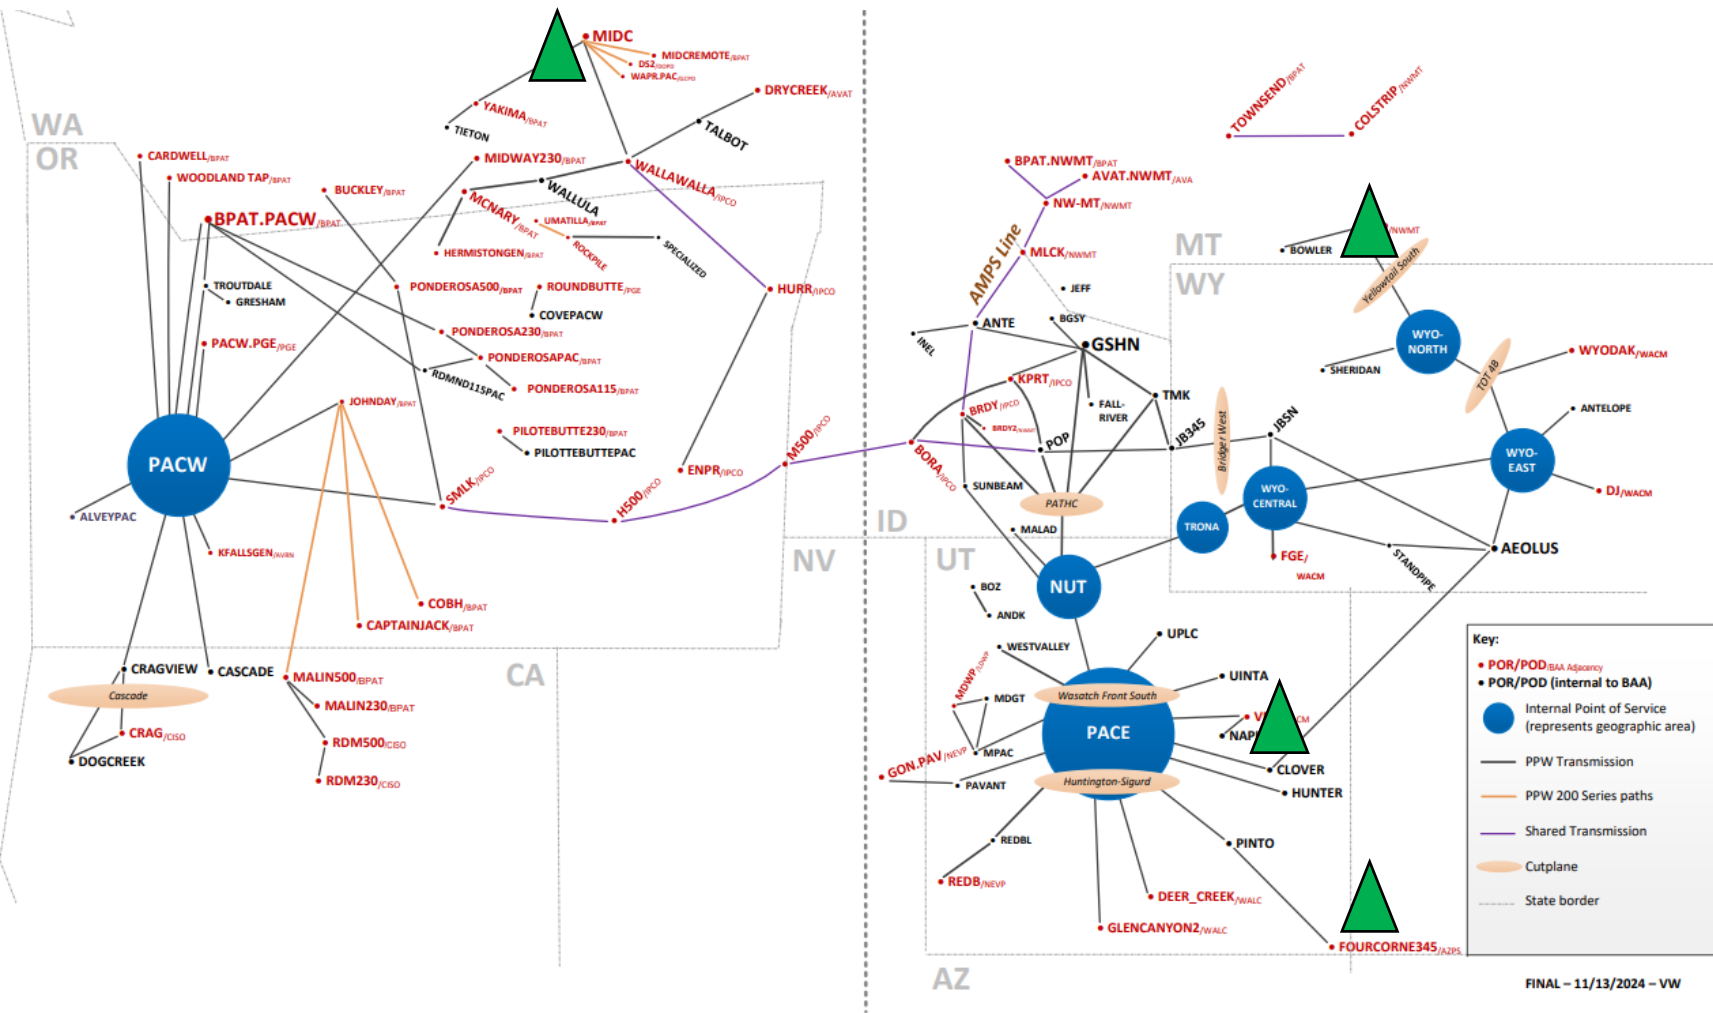 MIDC
MIDCREMOTE/BPAT
DS2/DOPD
WAPR.PAC/GCPD
DRYCREEK/AVAT
YAKIMA/BPAT
TIETON
TALBOT
WA
OR
CARDWELL/BPAT
WOODLAND TAP/BPAT
BUCKLEY/BPAT
MIDWAY230/BPAT
WALLAWALLA/IPCO
WALLULA
MCNARY/BPAT
BPAT.PACW/BPAT
UMATILLA/BPAT
ROCKPILE
SPECIALIZED
HERMISTONGEN/BPAT
TROUTDALE
GRESHAM
PONDEROSA500/BPAT
ROUNDBUTTE/PGE
COVEPACW
HURR/IPCO
PACW.PGE/PGE
PONDEROSA230/BPAT
PONDEROSAPAC/BPAT
RDMND115PAC
PONDEROSA115/BPAT
JOHNDAY/BPAT
PILOTEBUTTE230/BPAT
PILOTTEBUTTEPAC
PACW
ENPR/IPCO
M500/IPCO
SMLK/IPCO
H500/IPCO
ALVEYPAC
KFALLSGEN/AVRN
COBH/BPAT
CAPTAINJACK/BPAT
CRAGVIEW
CASCADE
Cascade
MALIN500/BPAT
MALIN230/BPAT
CRAG/CISO
RDM500/CISO
DOGCREEK
RDM230/CISO
CA
NV
TOWNSEND/BPAT
COLSTRIP/NWMT
BPAT.NWMT/BPAT
AVAT.NWMT/AVA
NW-MT/NWMT
AMPS Line
MLCK/NWMT
MT
WY
/NWMT
BOWLER
Yellowtail South
JEFF
ANTE
BGSY
INEL
GSHN
WYO-
NORTH
SHERIDAN
TOT 4B
WYODAK/WACM
KPRT/IPCO
BRDY/IPCO
BRDY2/NWMT
FALL-
RIVER
TMK
ANTELOPE
BORA/IPCO
POP
JB345
Bridger West
JBSN
WYO-
EAST
SUNBEAM
PATHC
WYO-
CENTRAL
DJ/WACM
ID
MALAD
TRONA
FGE/
WACM
STANDPIPE
AEOLUS
UT
NUT
BOZ
ANDK
WESTVALLEY
UPLC
MDWP/LDWP
MDGT
Wasatch Front South
UINTA
PACE
V
CM
NAP
MPAC
GON.PAV/NEVP
PAVANT
Huntington-Sigurd
CLOVER
HUNTER
REDBL
PINTO
REDB/NEVP
DEER_CREEK/WALC
GLENCANYON2/WALC
FOURCORNE345/AZPS
AZ
Key:
POR/POD/BAA Adjacency
POR/POD (internal to BAA)
Internal Point of Service
(represents geographic area)
PPW Transmission
PPW 200 Series paths
Shared Transmission
Cutplane
State border
FINAL – 11/13/2024 – VW